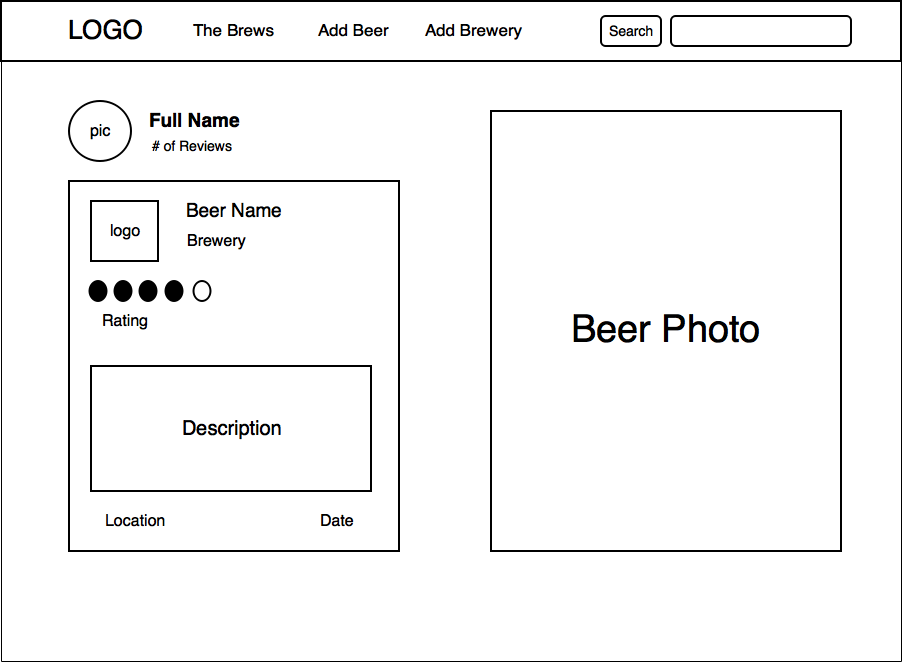 LOGO The Brews Add Beer Add Brewery Search
pic
Full Name
# of Reviews
logo
Beer Name
Brewery
Rating
Description
Location Date
Beer Photo